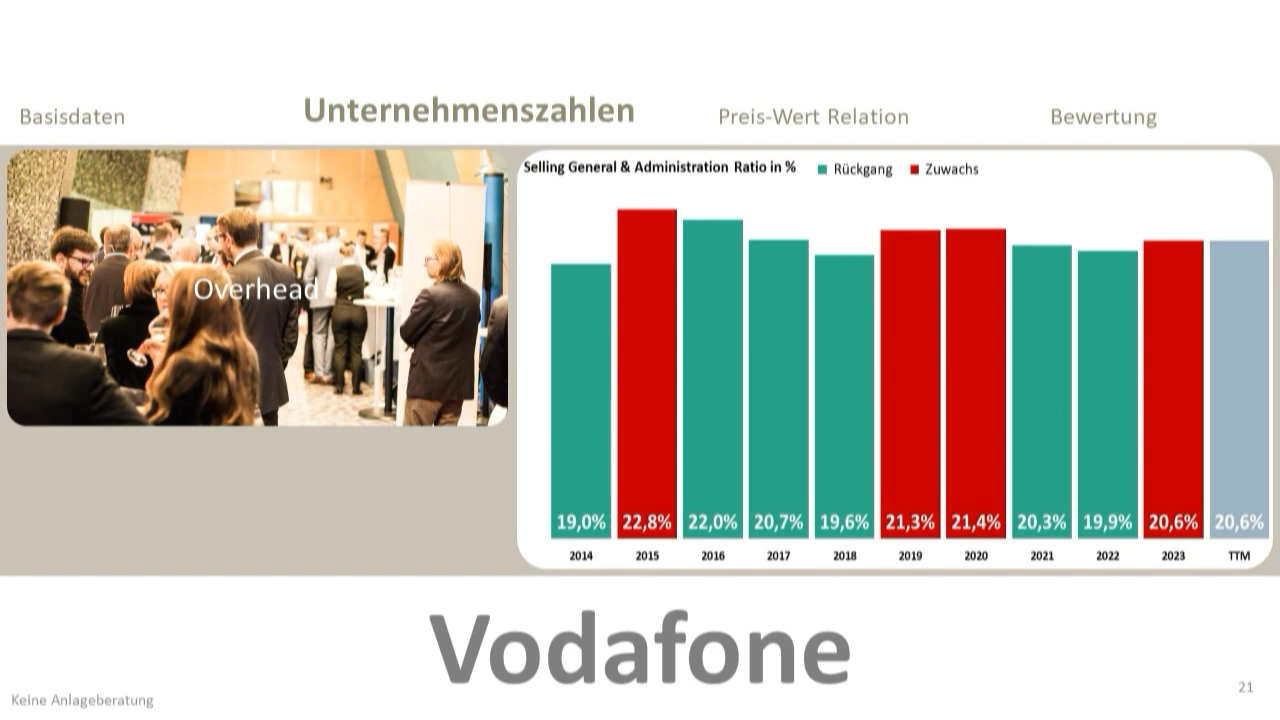 Basisdaten
Unternehmenszahlen
Preis-Wert Relation
Bewertung
Overhead
Selling General & Administration Ratio in %
Rückgang
Zuwachs
19,0% 22,8% 22,0% 20,7% 19,6% 21,3% 21,4% 20,3% 19,9% 20,6% 20,6%
2014 2015 2016 2017 2018 2019 2020 2021 2022 2023 TTM
Vodafone
Keine Anlageberatung
21